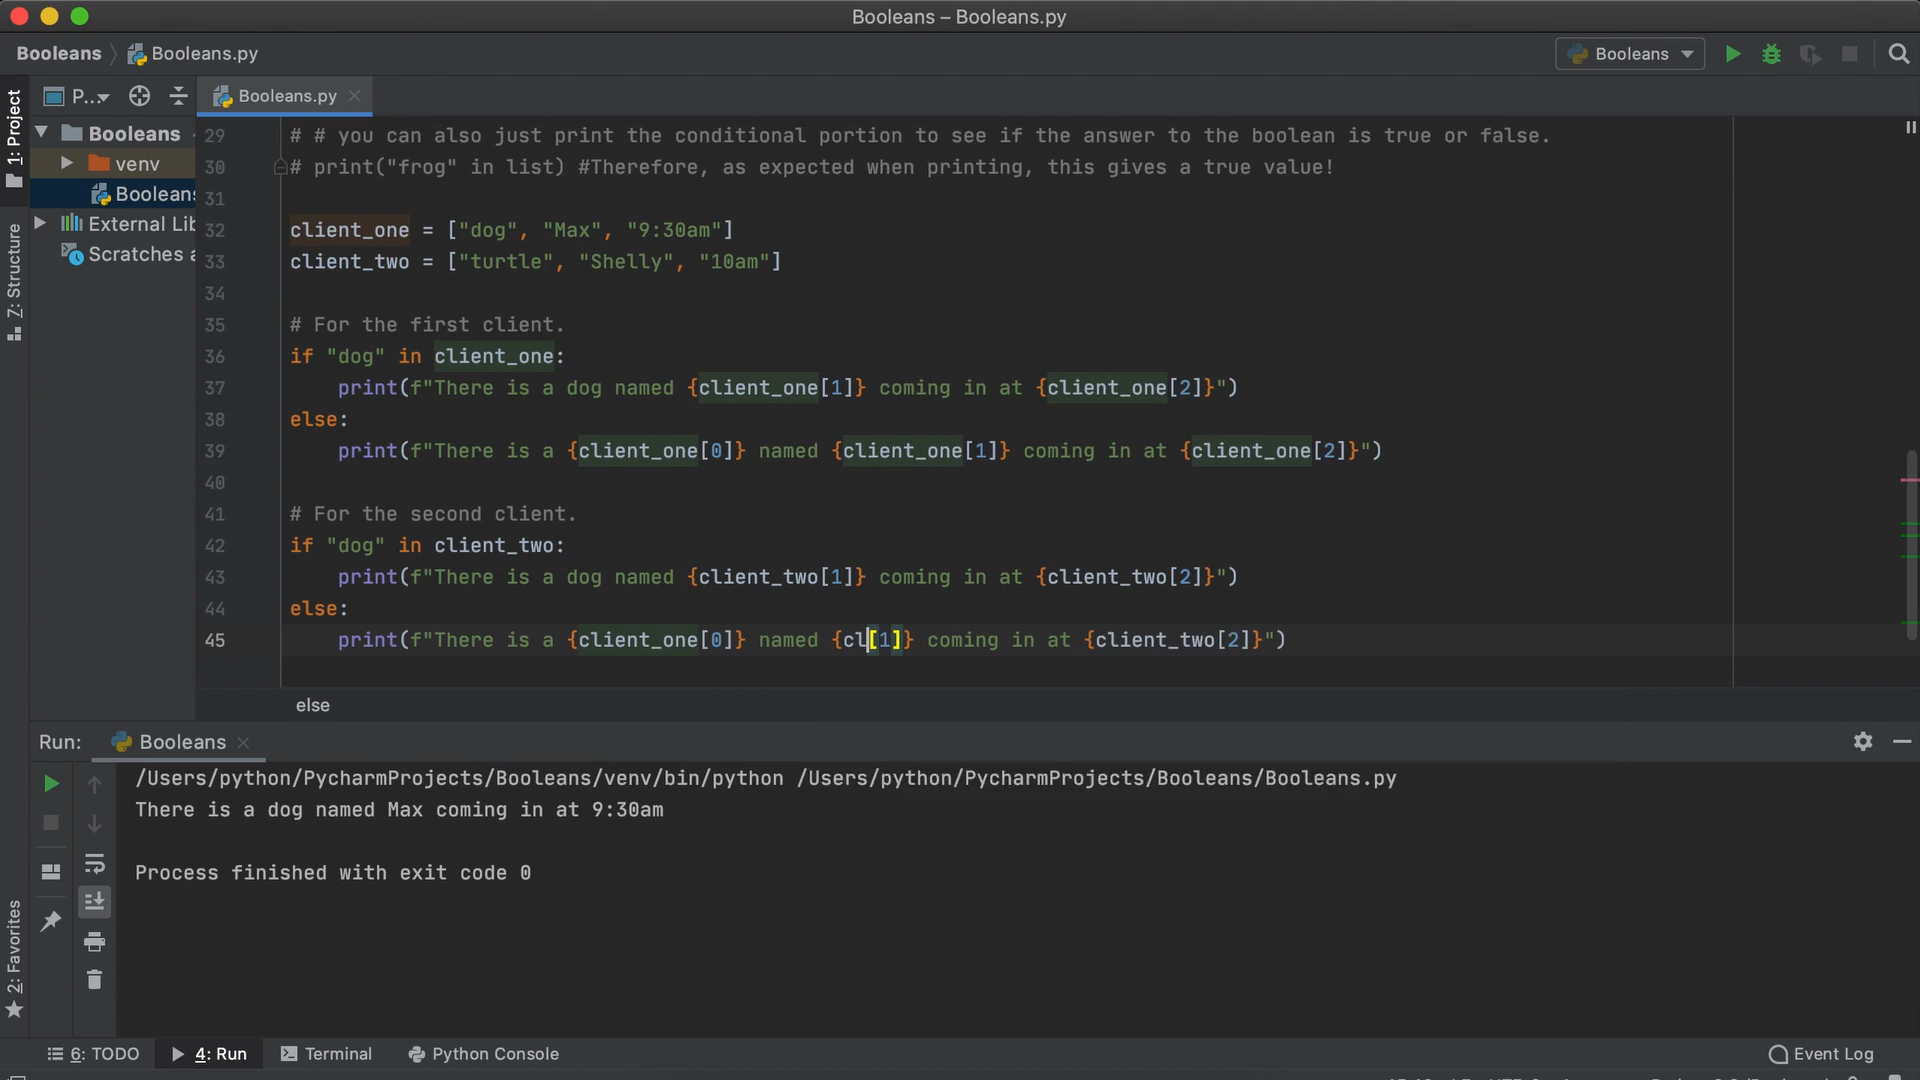 Booleans – Booleans.py
Booleans
Booleans.py
Booleans
1: Project
P...
Booleans.py
Booleans
venv
Booleans
External Lib
Scratches a
7: Structure
2: Favorites
29 # # you can also just print the conditional portion to see if the answer to the boolean is true or false.
30 # print("frog" in list) #Therefore, as expected when printing, this gives a true value!
31
32 client_one = ["dog", "Max", "9:30am"]
33 client_two = ["turtle", "Shelly", "10am"]
34
35 # For the first client.
36 if "dog" in client_one:
37 print(f"There is a dog named {client_one[1]} coming in at {client_one[2]}")
38 else:
39 print(f"There is a {client_one[0]} named {client_one[1]} coming in at {client_one[2]}")
40
41 # For the second client.
42 if "dog" in client_two:
43 print(f"There is a dog named {client_two[1]} coming in at {client_two[2]}")
44 else:
45 print(f"There is a {client_one[0]} named {cl[1]} coming in at {client_two[2]}")
else
Run:
Booleans
/Users/python/PycharmProjects/Booleans/venv/bin/python /Users/python/PycharmProjects/Booleans/Booleans.py
There is a dog named Max coming in at 9:30am
Process finished with exit code 0
6: TODO
4: Run
Terminal
Python Console
Event Log